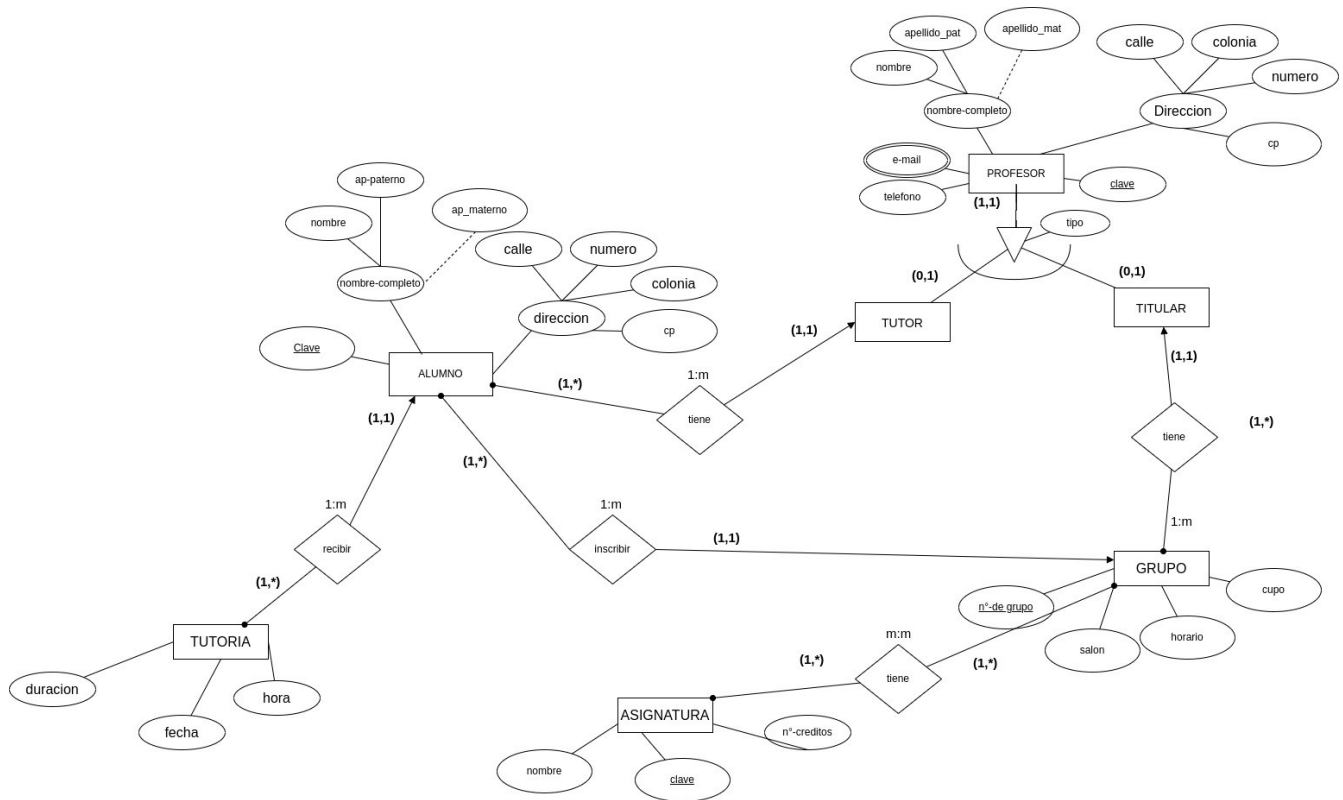 apellido_pat
apellido_mat
calle
colonia
nombre
numero
nombre-completo
Direccion
cp
e-mail
PROFESOR
telefono
clave
(1,1)
tipo
ap-paterno
ap_materno
nombre
calle
numero
nombre-completo
colonia
direccion
cp
(0,1)
(0,1)
TUTOR
TITULAR
Clave
ALUMNO
(1,1)
(1,1)
1:m
(1,*)
tiene
(1,1)
(1,*)
tiene
(1,*)
1:m
1:m
1:m
recibir
inscribir
(1,1)
GRUPO
(1,*)
cupo
n°-de grupo
horario
salon
TUTORIA
m:m
(1,*)
(1,*)
tiene
duracion
hora
fecha
ASIGNATURA
n°-creditos
nombre
clave